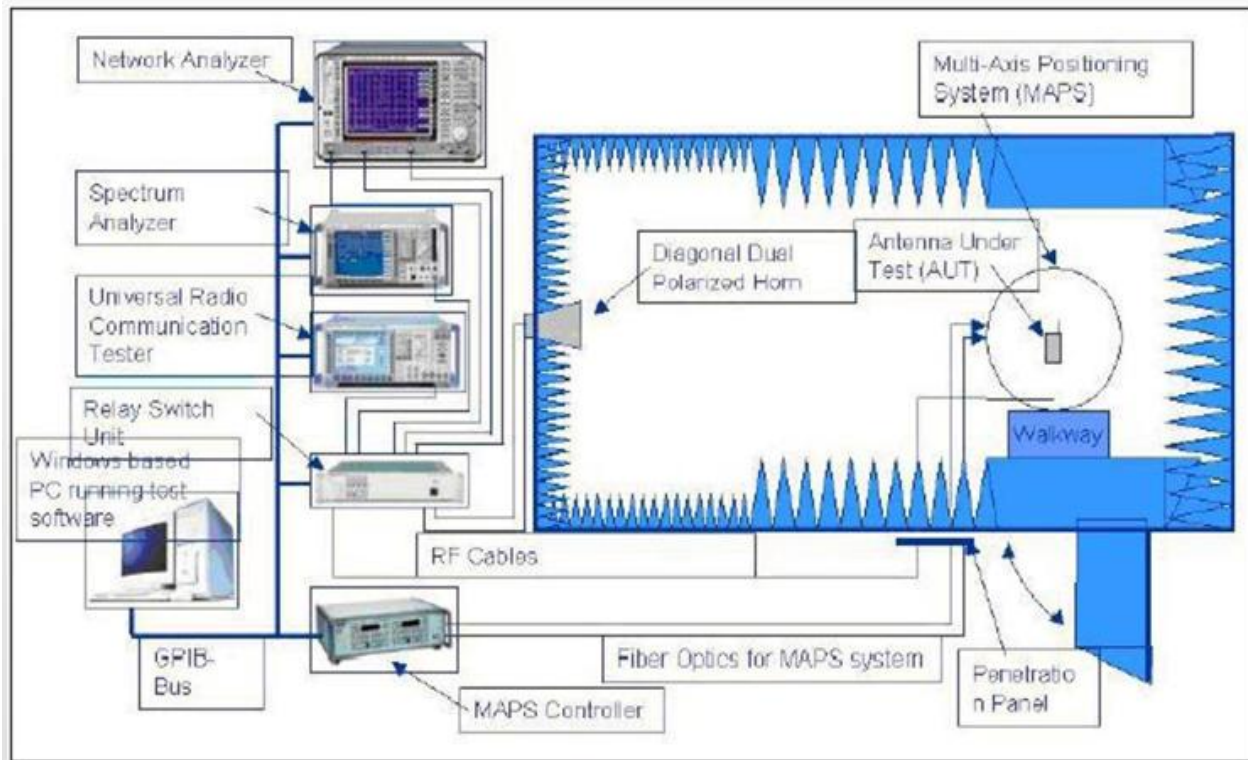 Network Analyzer
Multi-Axis Positioning
System (MAPS)
Spectrum
Analyzer
Diagonal Dual
Polarized Horn
Antenna Under
Test (AUT)
Universal Radio
Communication
Tester
Relay Switch
Unit
Walkway
Windows based
PC running test
software
RF Cables
GPIB-
Bus
Fiber Optics for MAPS system
Penetratio
n Panel
MAPS Controller